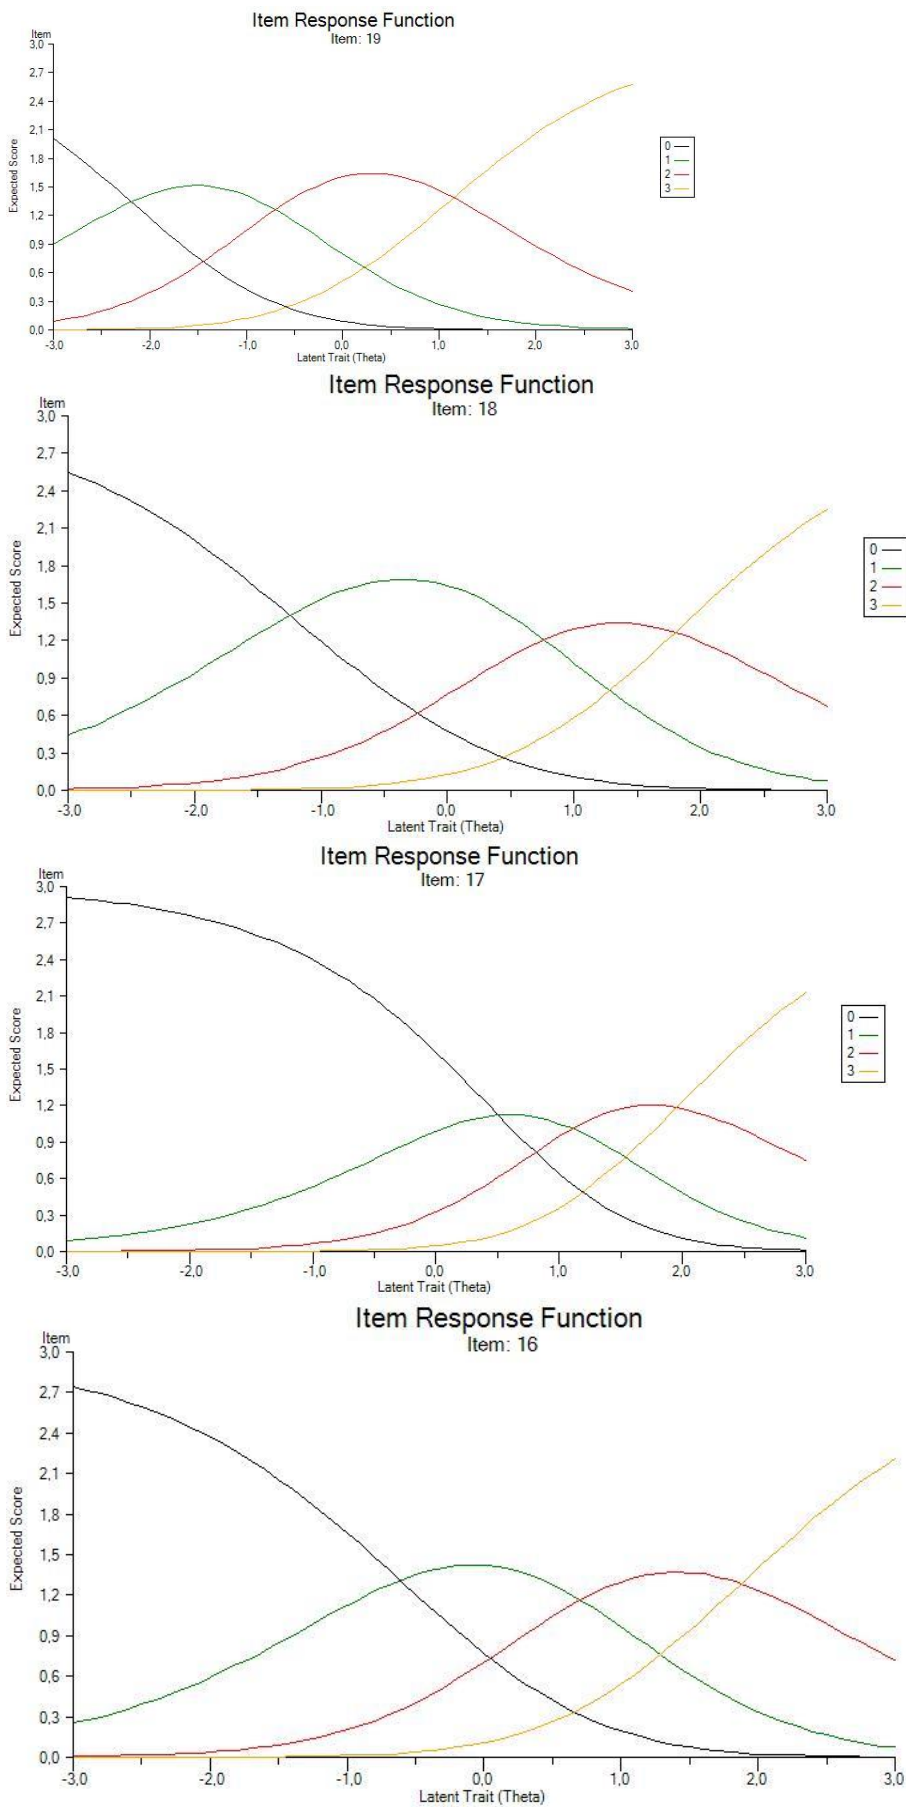 Item Response Function
Item: 19
Item
3,0
2,7
2,4
2,1
1,8
1,5
1,2
0,9
0,6
0,3
0,0
Expected Score
-3,0 -2,0 -1,0 0,0 1,0 2,0 3,0
Latent Trait (Theta)
0
1
2
3
Item Response Function
Item: 18
Item
3,0
2,7
2,4
2,1
1,8
1,5
1,2
0,9
0,6
0,3
0,0
Expected Score
-3,0 -2,0 -1,0 0,0 1,0 2,0 3,0
Latent Trait (Theta)
0
1
2
3
Item Response Function
Item: 17
Item
3,0
2,7
2,4
2,1
1,8
1,5
1,2
0,9
0,6
0,3
0,0
Expected Score
-3,0 -2,0 -1,0 0,0 1,0 2,0 3,0
Latent Trait (Theta)
0
1
2
3
Item Response Function
Item: 16
Item
3,0
2,7
2,4
2,1
1,8
1,5
1,2
0,9
0,6
0,3
0,0
Expected Score
-3,0 -2,0 -1,0 0,0 1,0 2,0 3,0
Latent Trait (Theta)